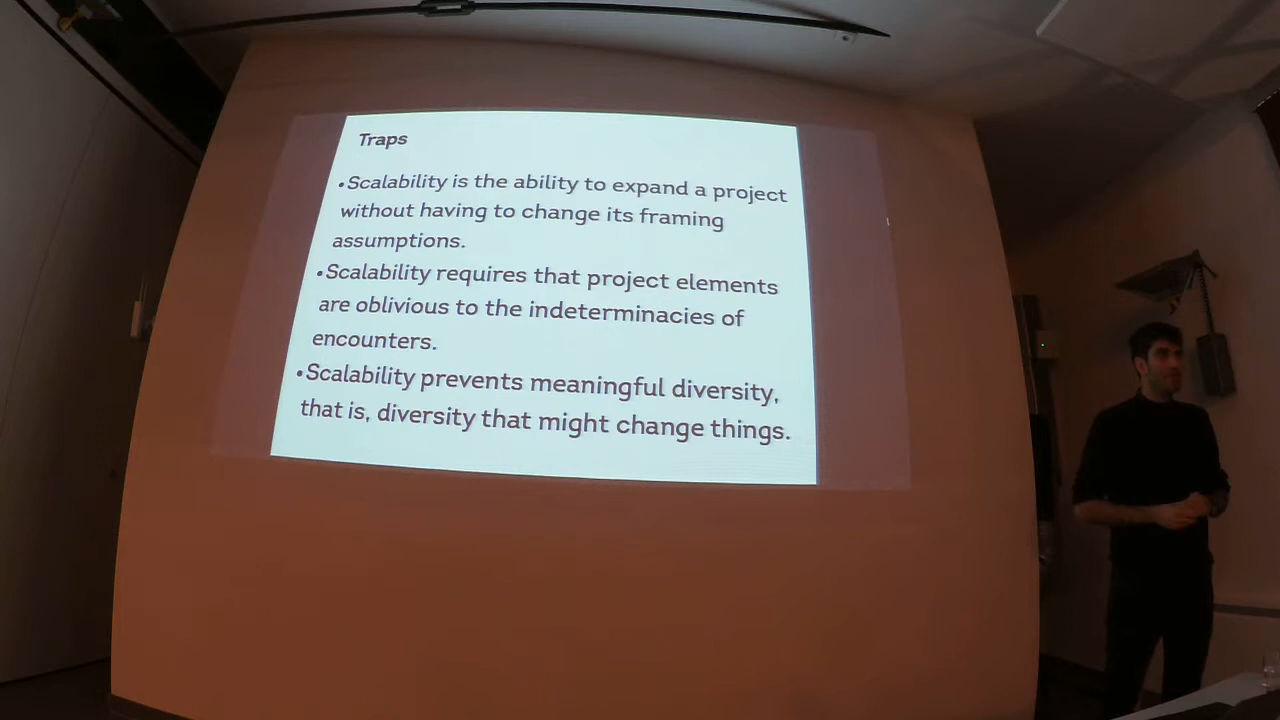 Traps
•Scalability is the ability to expand a project
without having to change its framing
assumptions.
•Scalability requires that project elements
are oblivious to the indeterminacies of
encounters.
•Scalability prevents meaningful diversity,
that is, diversity that might change things.